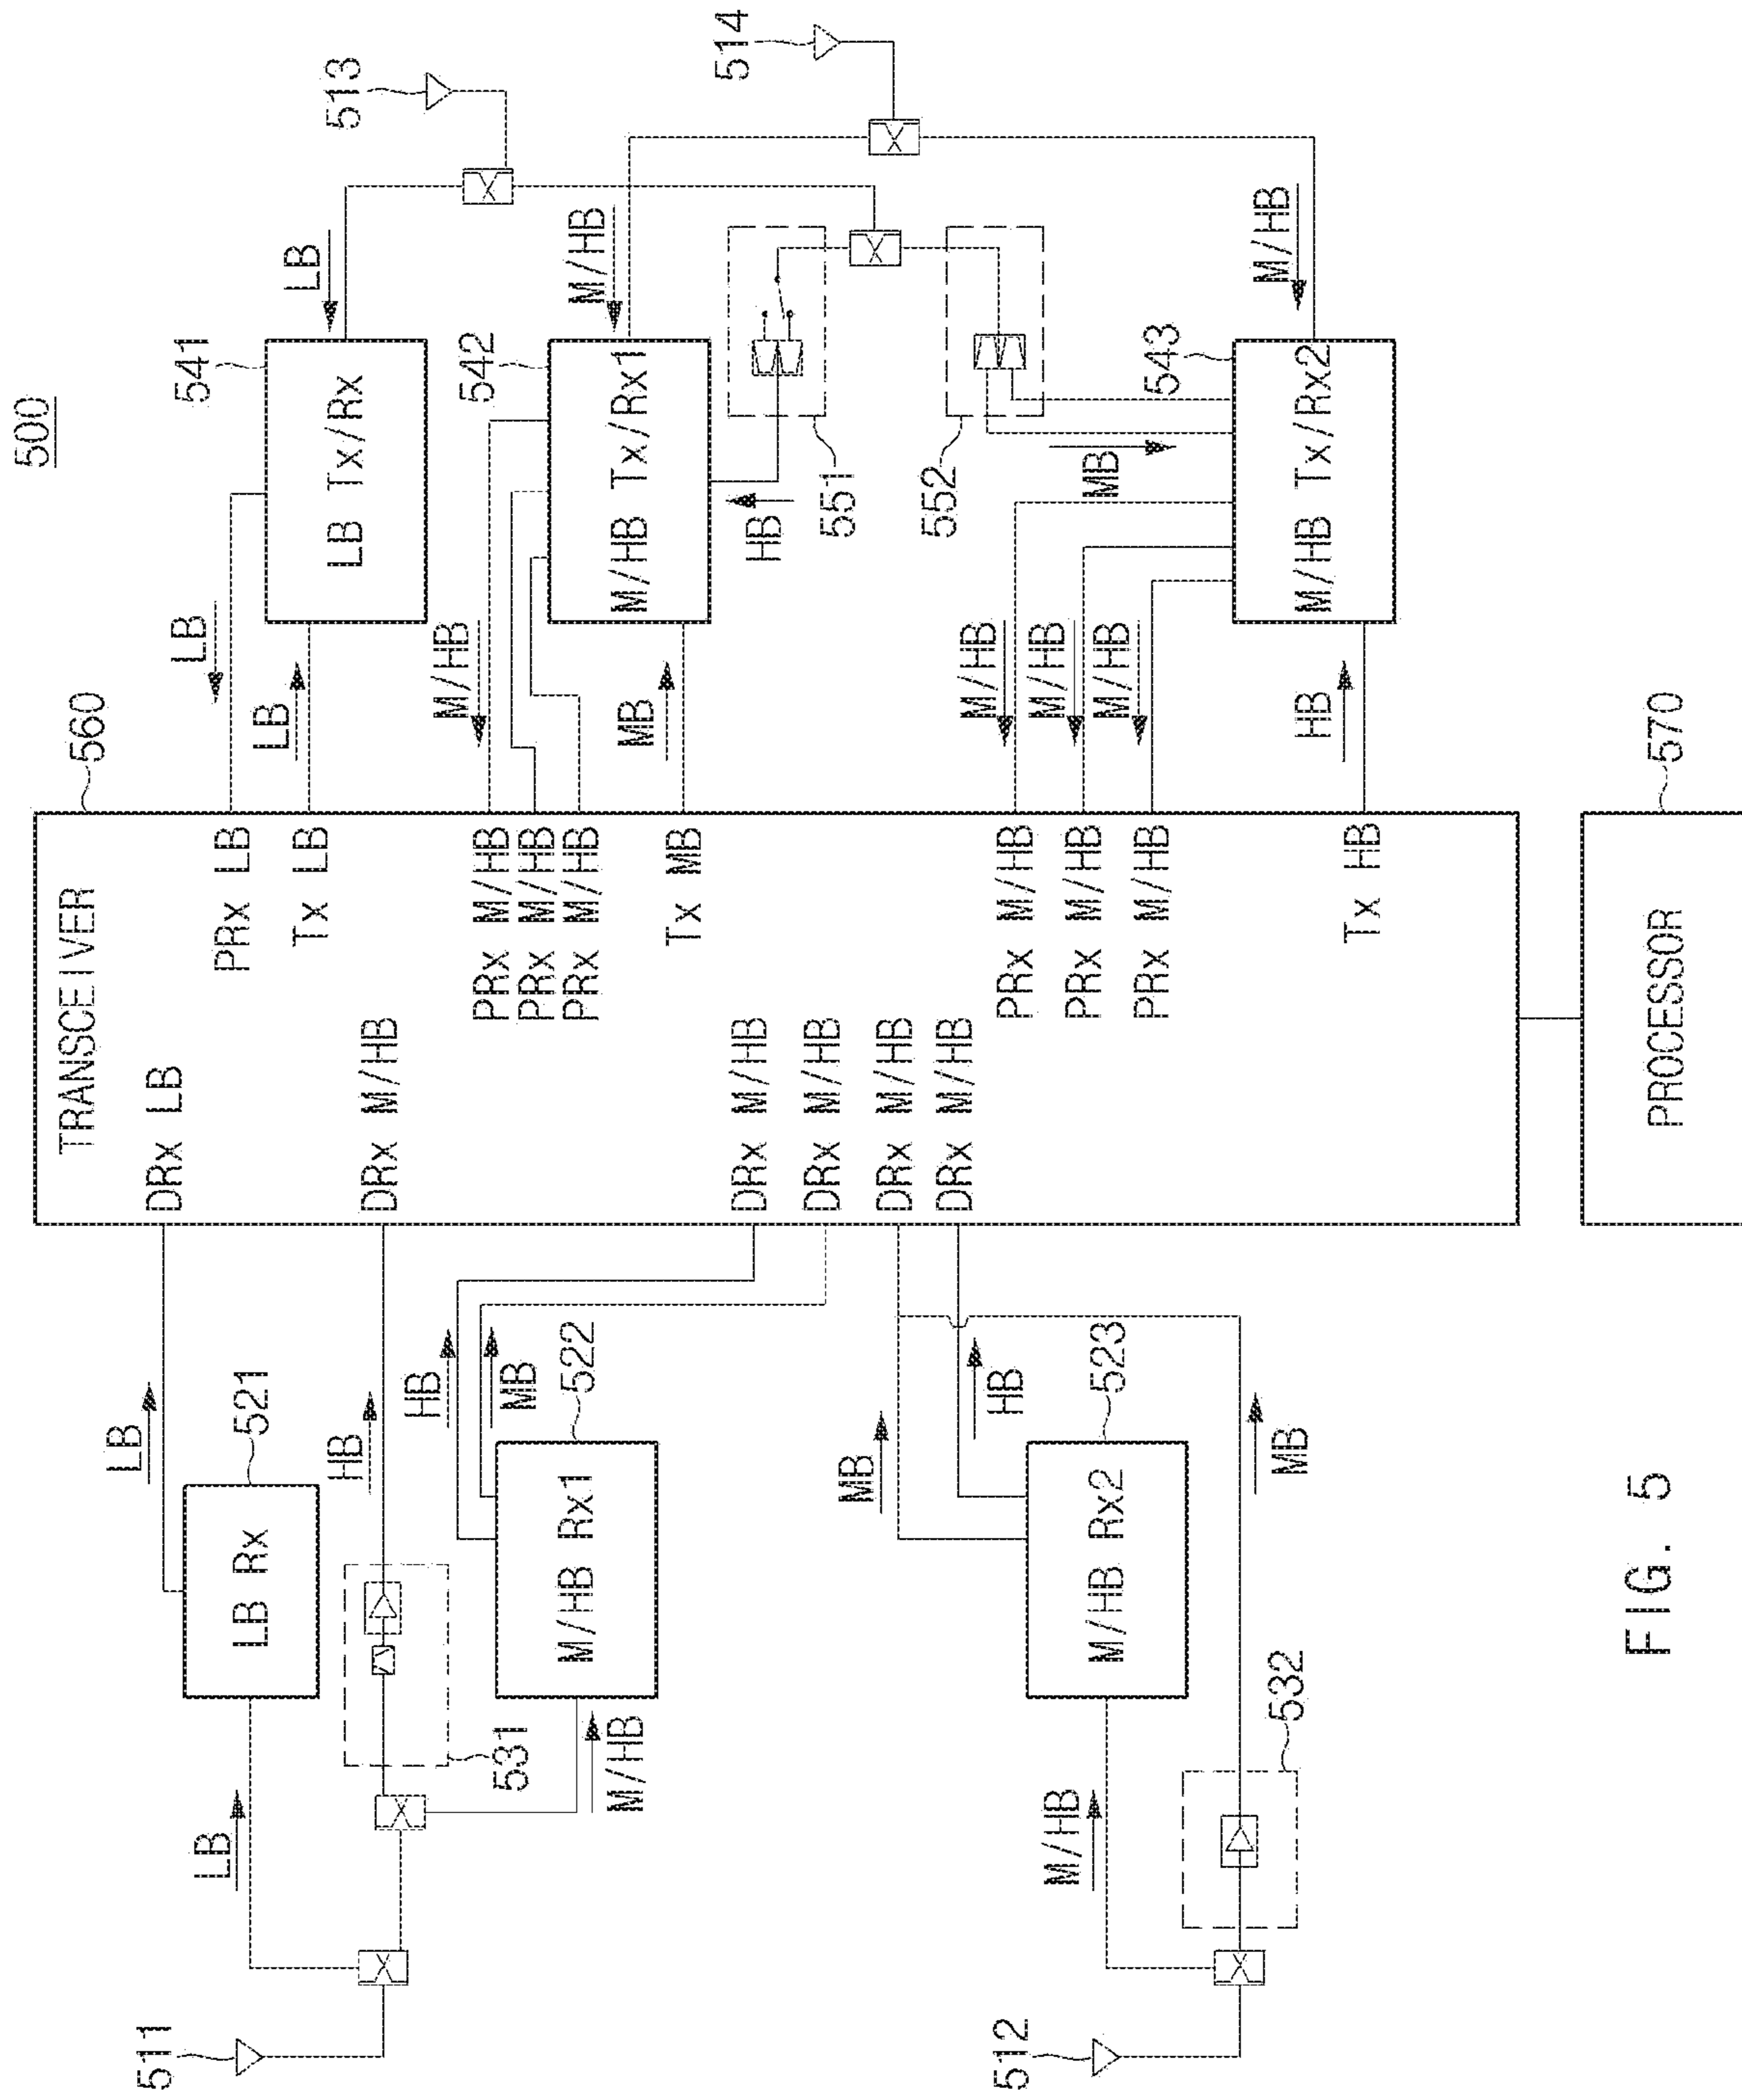 500
511
LB
LB Rx
521
LB
531
HB
M/HB
M/HB Rx1
522
HB
MB
512
M/HB
M/HB Rx2
523
MB
HB
532
MB
TRANSCEIVER
560
DRx LB
DRx M/HB
DRx M/HB
DRx M/HB
DRx M/HB
DRx M/HB
PRx LB
Tx LB
PRx M/HB
PRx M/HB
PRx M/HB
Tx MB
PRx M/HB
PRx M/HB
PRx M/HB
Tx HB
PROCESSOR
570
LB
LB
LB Tx/Rx
541
LB
513
M/HB
MB
M/HB Tx/Rx1
542
M/HB
HB
551
552
MB
514
M/HB
M/HB
M/HB
HB
M/HB Tx/Rx2
543
M/HB
FIG. 5